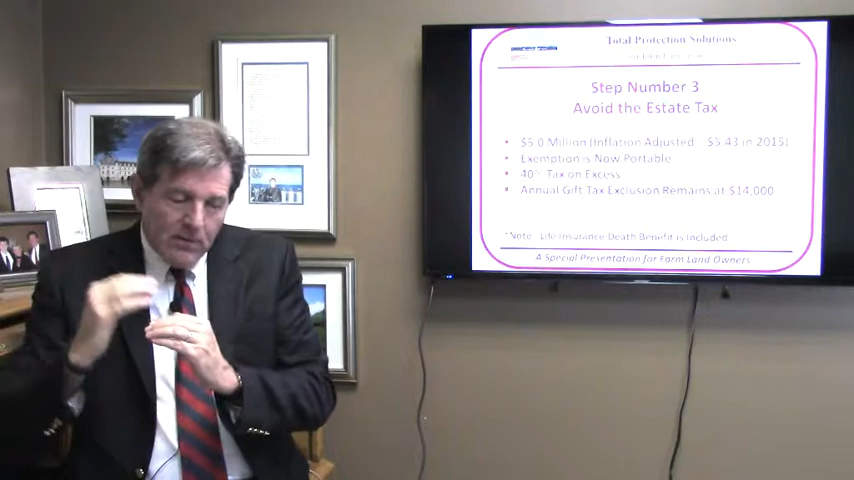 Total Protection Solutions
Step Number 3
Avoid the Estate Tax
$5.0 Million (Inflation Adjusted $5.43 in 2015)
Exemption is Now Portable
40% Tax on Excess
Annual Gift Tax Exclusion Remains at $14,000
*Note Life Insurance Death Benefit is Included
A Special Presentation for Farm Land Owners